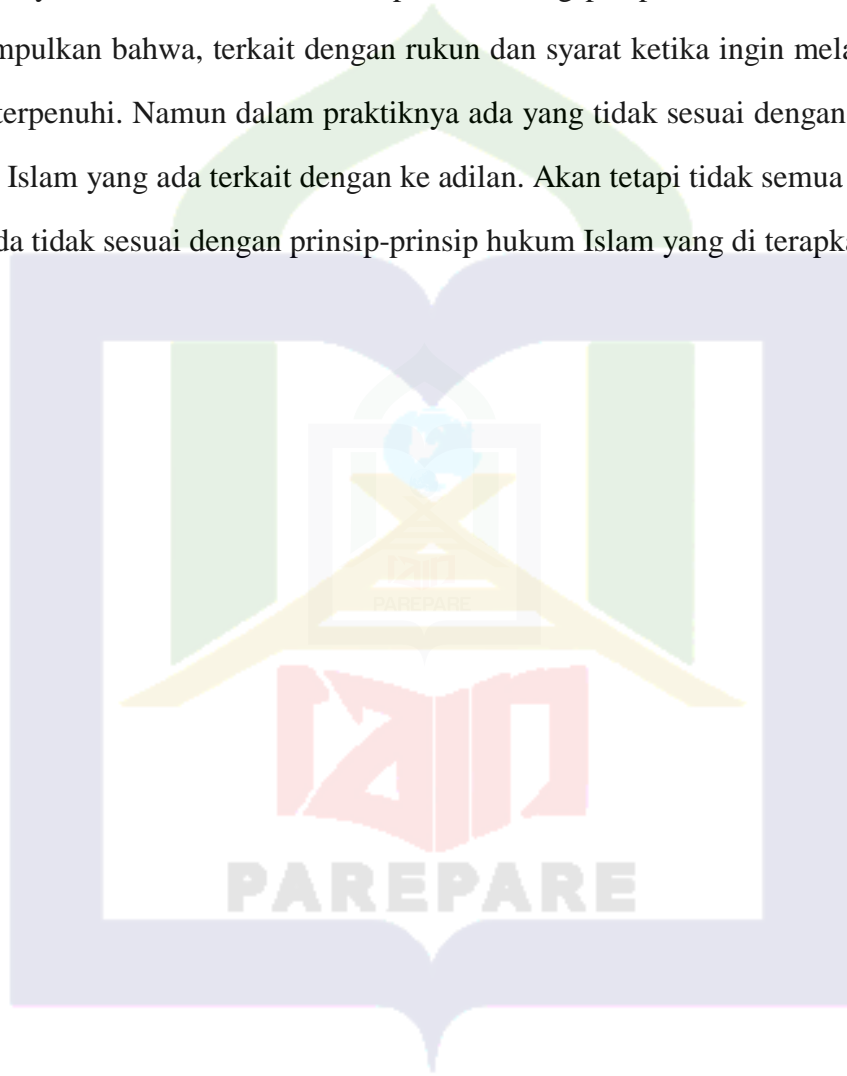 mpulkan bahwa, terkait dengan rukun dan syarat ketika ingin mela
terpenuhi. Namun dalam praktiknya ada yang tidak sesuai dengan
Islam yang ada terkait dengan ke adilan. Akan tetapi tidak semua
da tidak sesuai dengan prinsip-prinsip hukum Islam yang di terapka
iain
PAREPARE
iain
PAREPARE